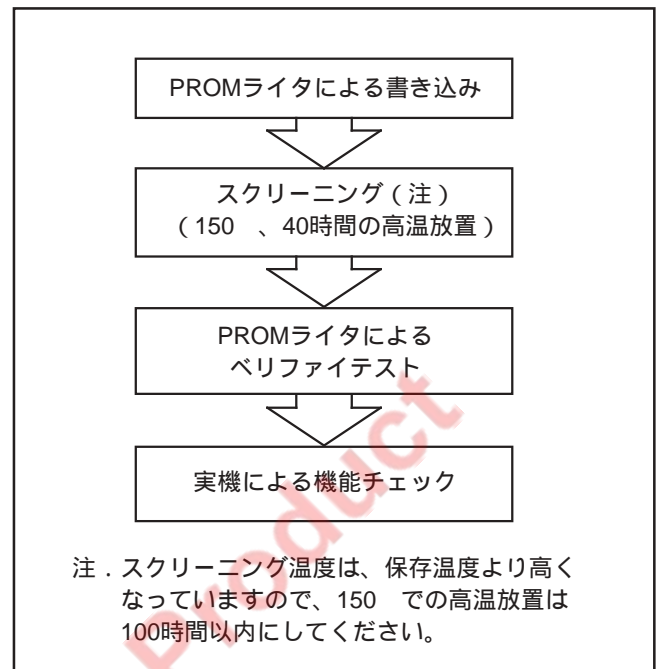 PROMライタによる書き込み
スクリーニング（注）
（150　、40時間の高温放置）
PROMライタによる
ベリファイテスト
実機による機能チェック
注．スクリーニング温度は、保存温度より高く
なっていますので、150　での高温放置は
100時間以内にしてください。
Product